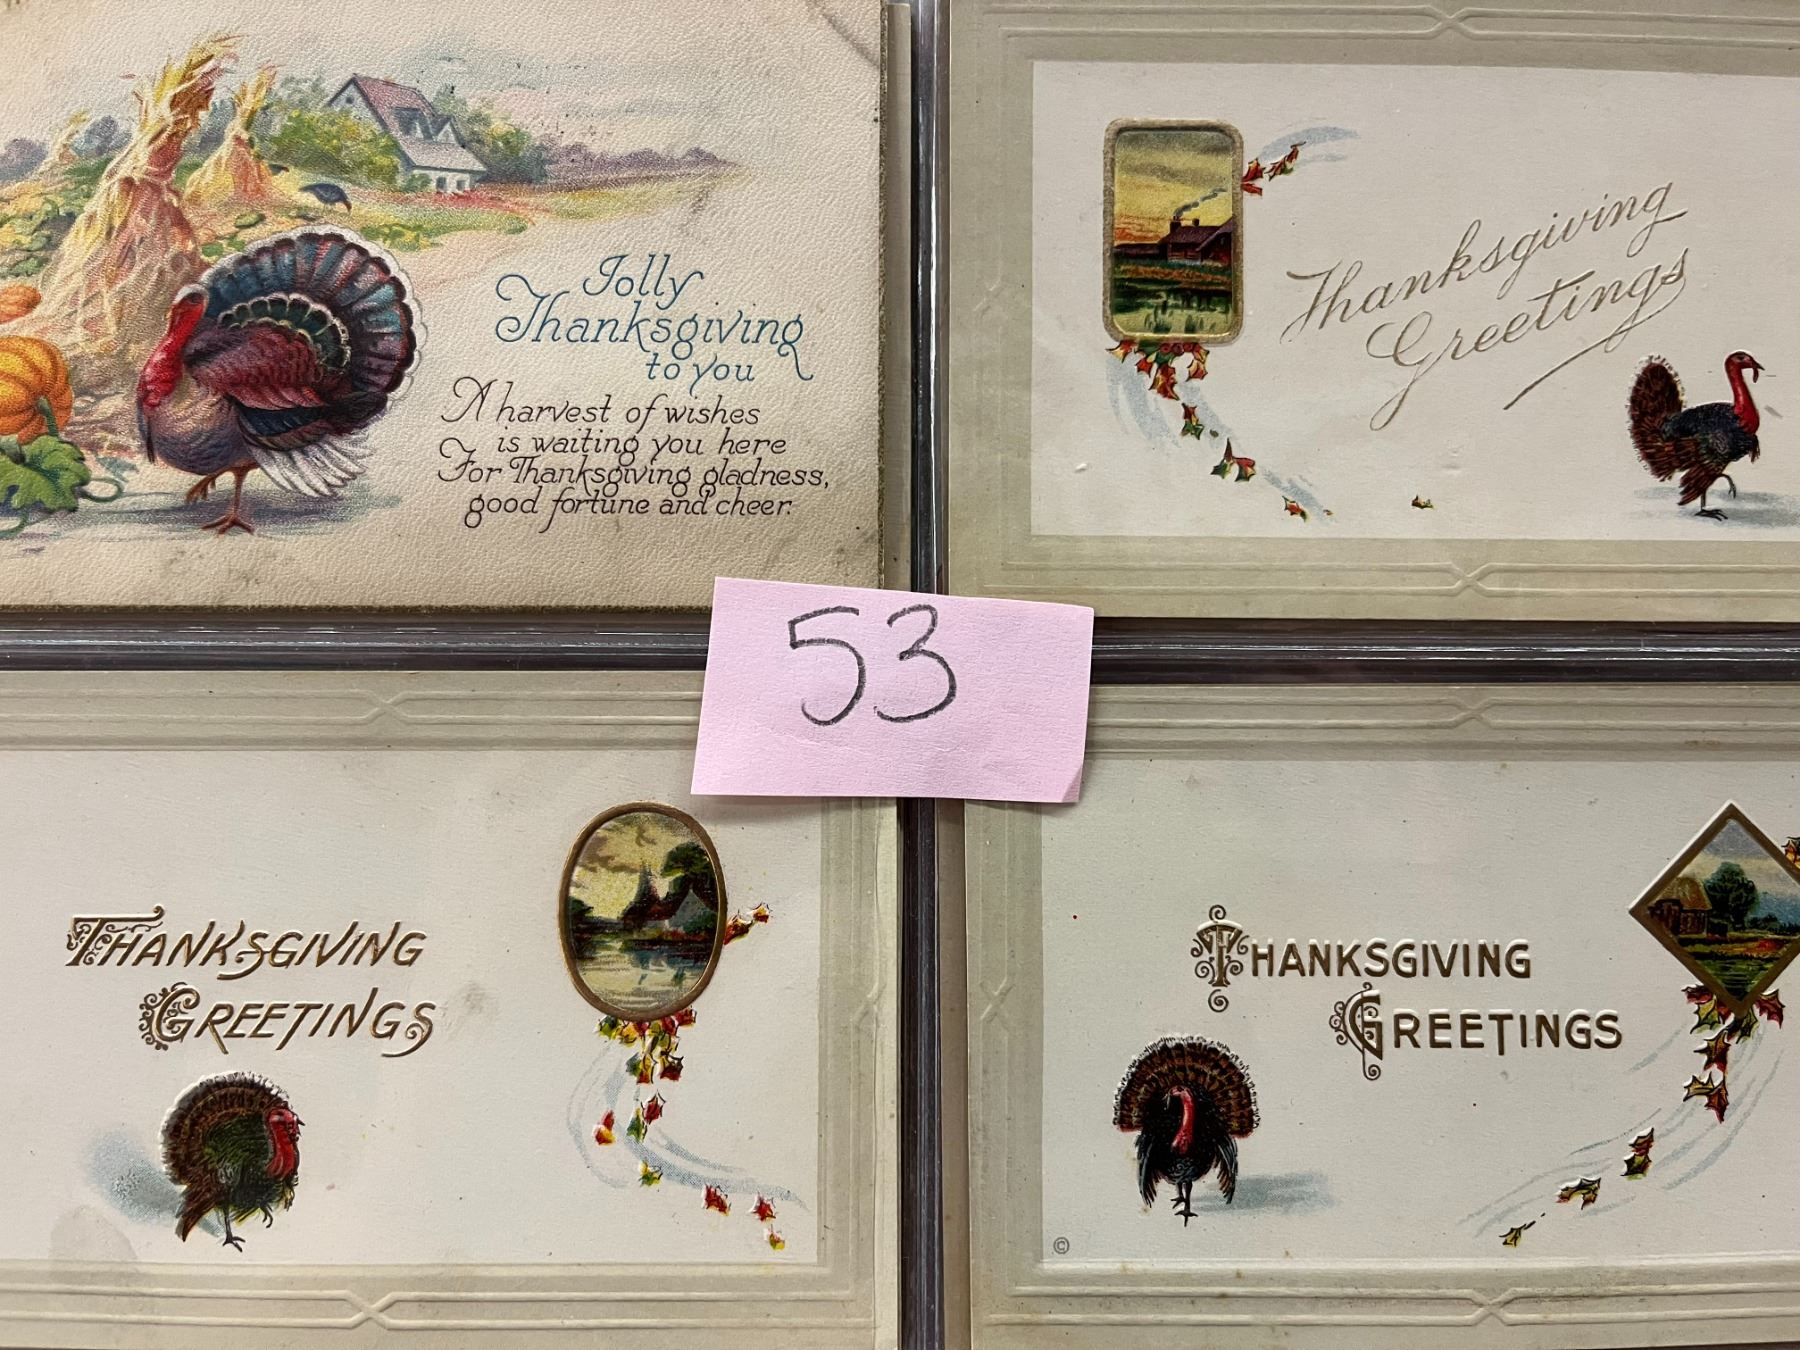 Jolly
Thanksgiving
to you
A harvest of wishes
is waiting you here
For Thanksgiving gladness,
good fortune and cheer.
Thanksgiving
Greetings
53
THANKSGIVING
GREETINGS
THANKSGIVING
GREETINGS
©